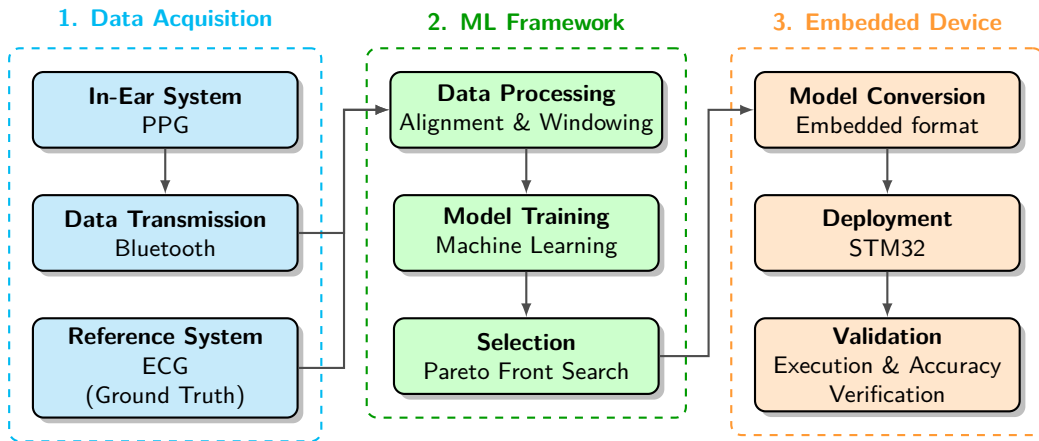 1. Data Acquisition
In-Ear System
PPG
Data Transmission
Bluetooth
Reference System
ECG
(Ground Truth)
2. ML Framework
Data Processing
Alignment & Windowing
Model Training
Machine Learning
Selection
Pareto Front Search
3. Embedded Device
Model Conversion
Embedded format
Deployment
STM32
Validation
Execution & Accuracy
Verification